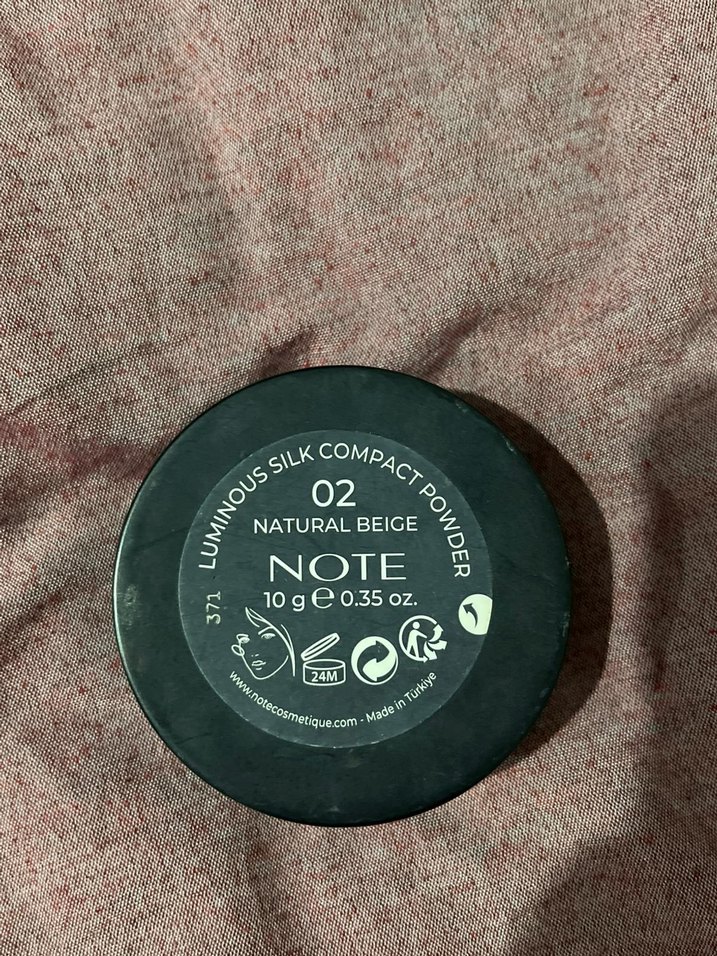 LUMINOUS SILK COMPACT POWDER
02
NATURAL BEIGE
NOTE
10 g ℮ 0.35 oz.
371
24M
www.notecosmetique.com - Made in Türkiye